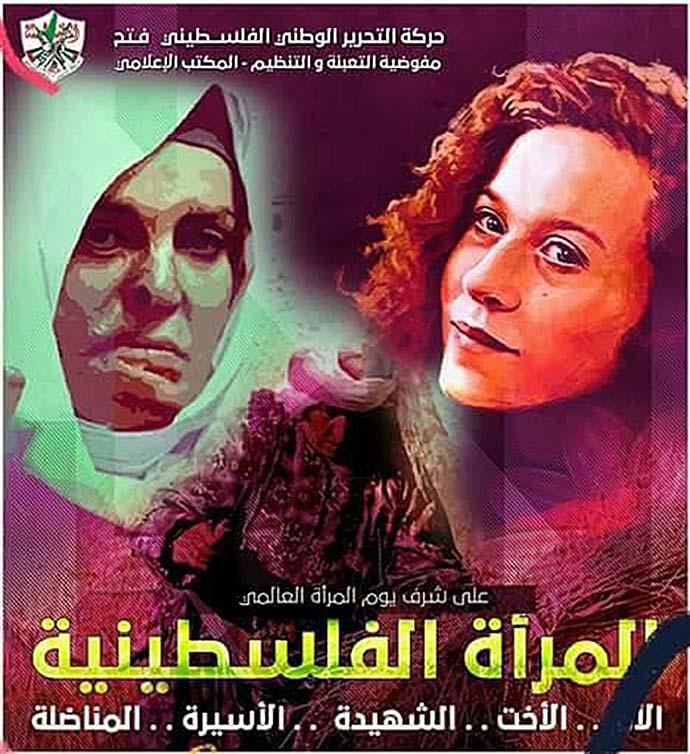 حركة التحرير الوطني الفلسطيني فتح
مفوضية التعبئة و التنظيم - المكتب الإعلامي
على شرف يوم المرأة العالمي
المرأة الفلسطينية
.. الأخت .. الشهيدة .. الأسيرة .. المناضلة